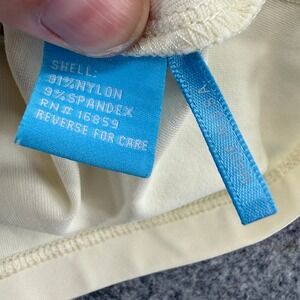 SHELL:
91%NYLON
9%SPANDEX
RN# 16859
REVERSE FOR CARE